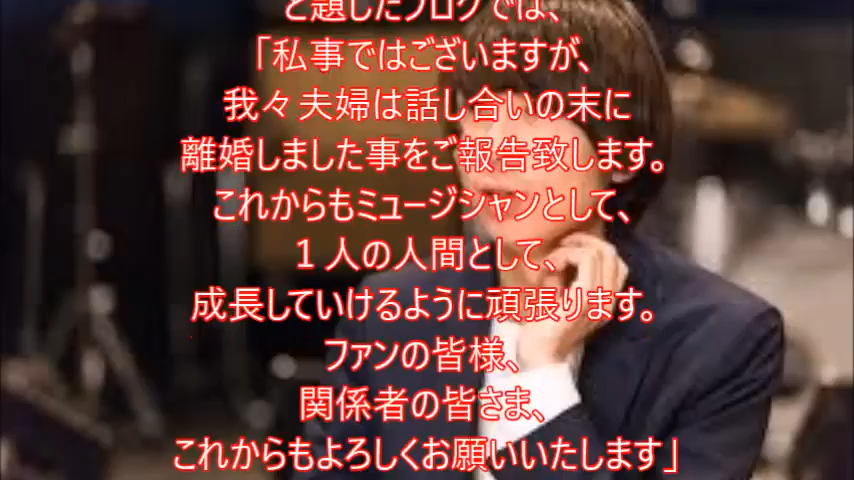 と題したブログでは、
「私事ではございますが、
我々夫婦は話し合いの末に
離婚しました事をご報告致します。
これからもミュージシャンとして、
１人の人間として、
成長していけるように頑張ります。
ファンの皆様、
関係者の皆さま、
これからもよろしくお願いいたします」